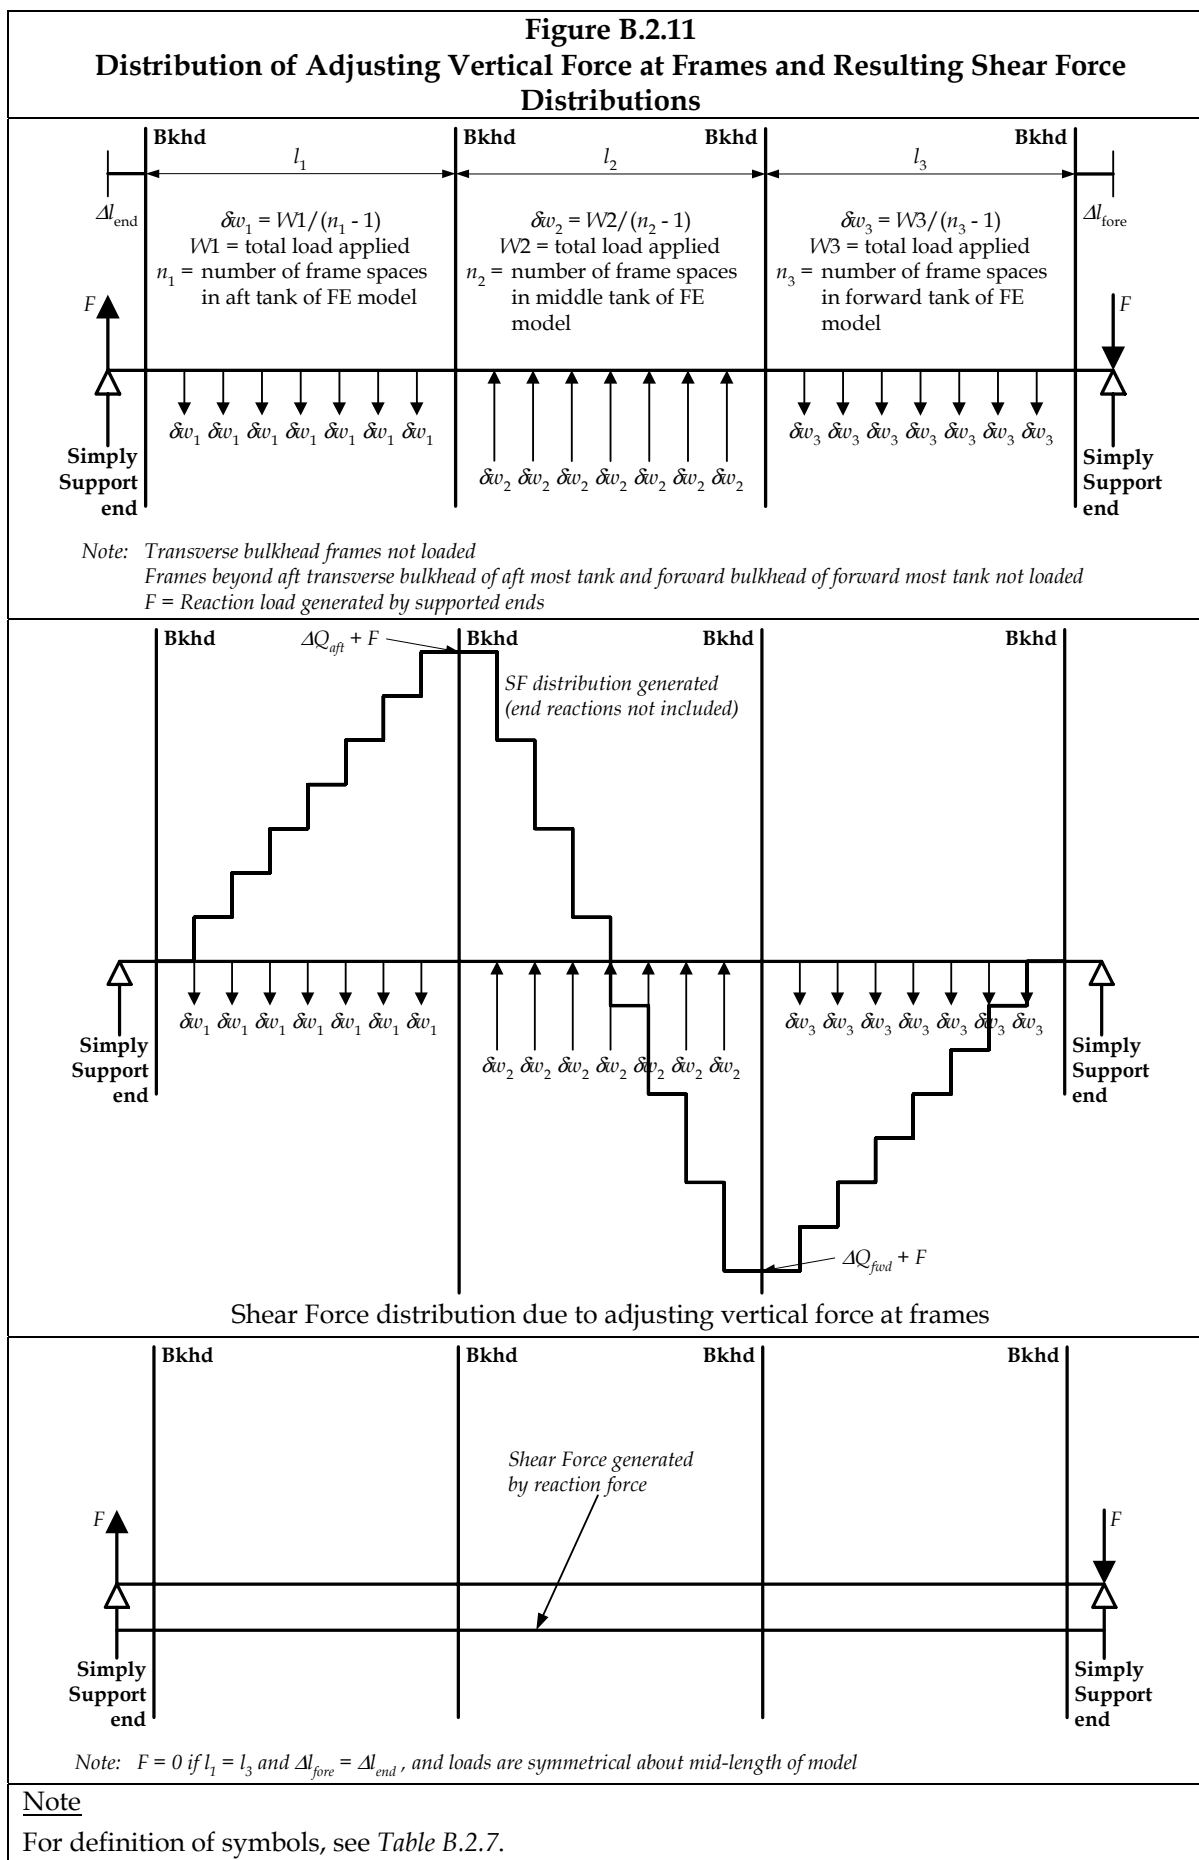 Figure B.2.11
Distribution of Adjusting Vertical Force at Frames and Resulting Shear Force
Distributions
Bkhd Bkhd Bkhd Bkhd
l1 l2 l3
Δlend Δlfore
δw1 = W1/(n1 - 1)
W1 = total load applied
n1 = number of frame spaces
in aft tank of FE model
δw2 = W2/(n2 - 1)
W2 = total load applied
n2 = number of frame spaces
in middle tank of FE
model
δw3 = W3/(n3 - 1)
W3 = total load applied
n3 = number of frame spaces
in forward tank of FE
model
F F
δw1 δw1 δw1 δw1 δw1 δw1 δw1
δw2 δw2 δw2 δw2 δw2 δw2 δw2
δw3 δw3 δw3 δw3 δw3 δw3 δw3
Simply
Support
end
Simply
Support
end
Note: Transverse bulkhead frames not loaded
Frames beyond aft transverse bulkhead of aft most tank and forward bulkhead of forward most tank not loaded
F = Reaction load generated by supported ends
Bkhd ΔQaft + F Bkhd Bkhd Bkhd
SF distribution generated
(end reactions not included)
δw1 δw1 δw1 δw1 δw1 δw1 δw1
δw2 δw2 δw2 δw2 δw2 δw2 δw2
δw3 δw3 δw3 δw3 δw3 δw3 δw3
Simply
Support
end
Simply
Support
end
ΔQfwd + F
Shear Force distribution due to adjusting vertical force at frames
Bkhd Bkhd Bkhd Bkhd
Shear Force generated
by reaction force
F F
Simply
Support
end
Simply
Support
end
Note: F = 0 if l1 = l3 and Δlfore = Δlend , and loads are symmetrical about mid-length of model
Note
For definition of symbols, see Table B.2.7.